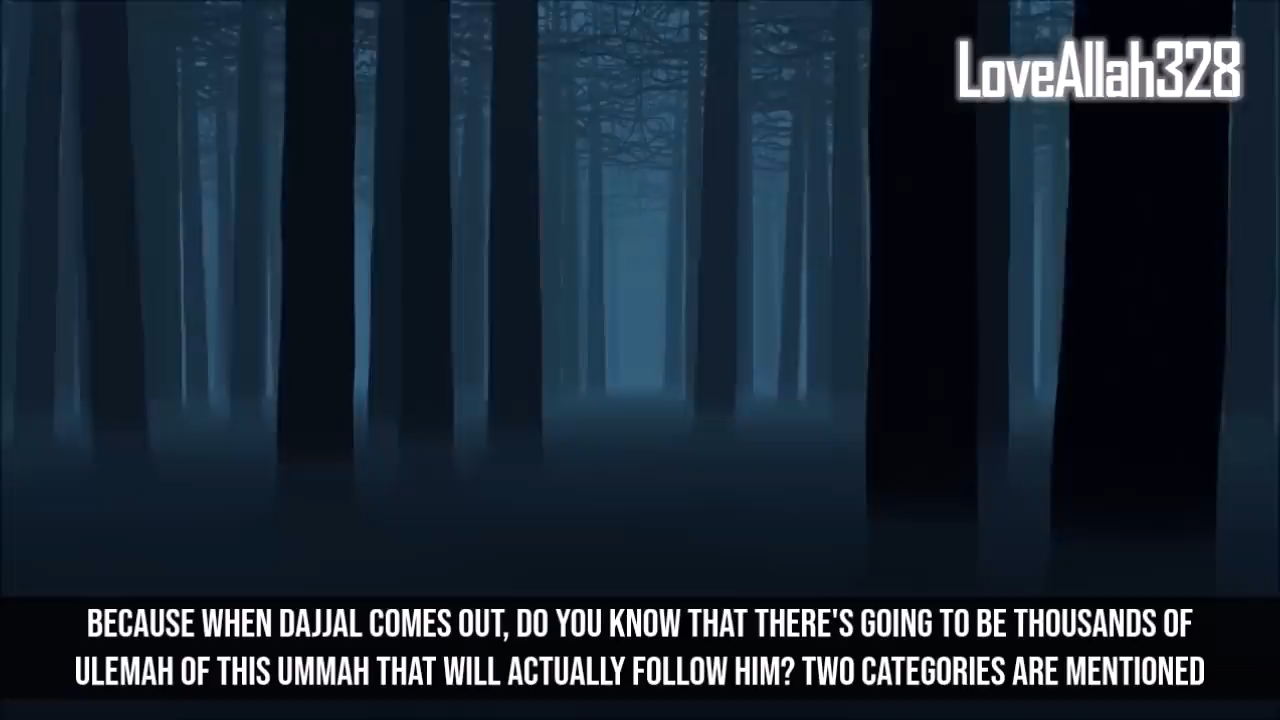 LoveAllah328
BECAUSE WHEN DAJJAL COMES OUT, DO YOU KNOW THAT THERE'S GOING TO BE THOUSANDS OF
ULEMAH OF THIS UMMAH THAT WILL ACTUALLY FOLLOW HIM? TWO CATEGORIES ARE MENTIONED